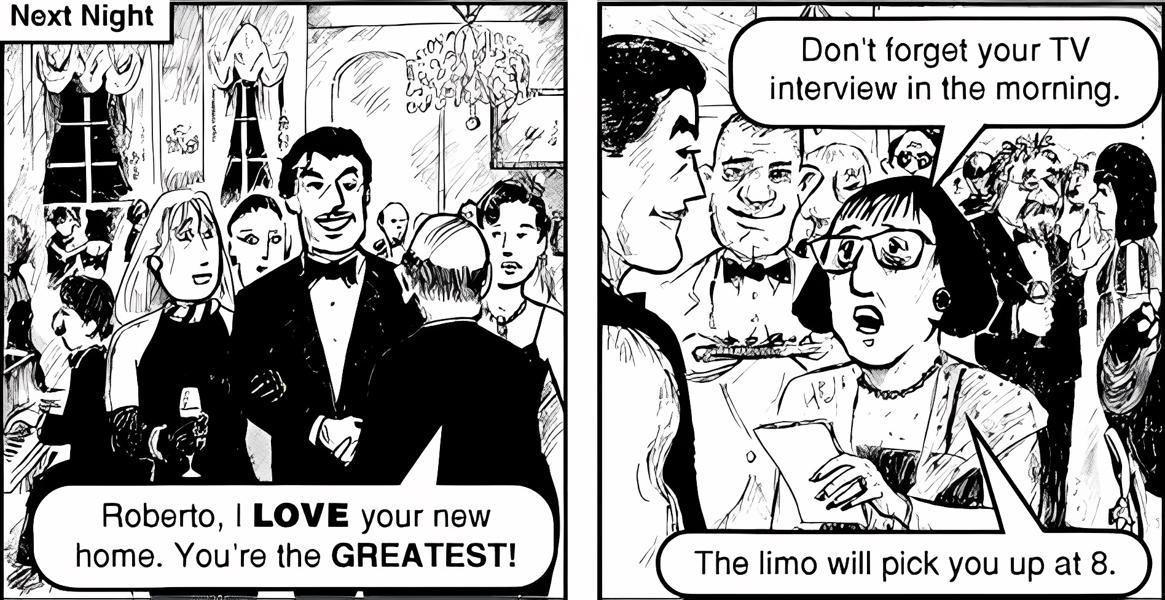 Next Night
Roberto, I LOVE your new
home. You're the GREATEST!
Don't forget your TV
interview in the morning.
The limo will pick you up at 8.